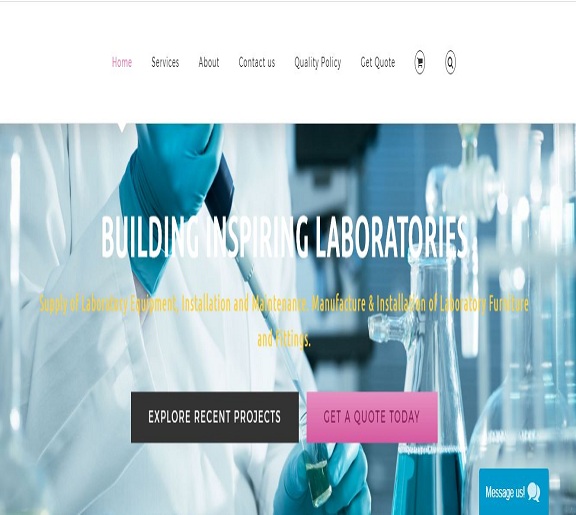 Home Services About Contact us Quality Policy Get Quote
BUILDING INSPIRING LABORATORIES
Supply of Laboratory Equipment, Installation and Maintenance Manufacture & Installation of Laboratory Furniture
and Fittings.
EXPLORE RECENT PROJECTS GET A QUOTE TODAY
Message us!